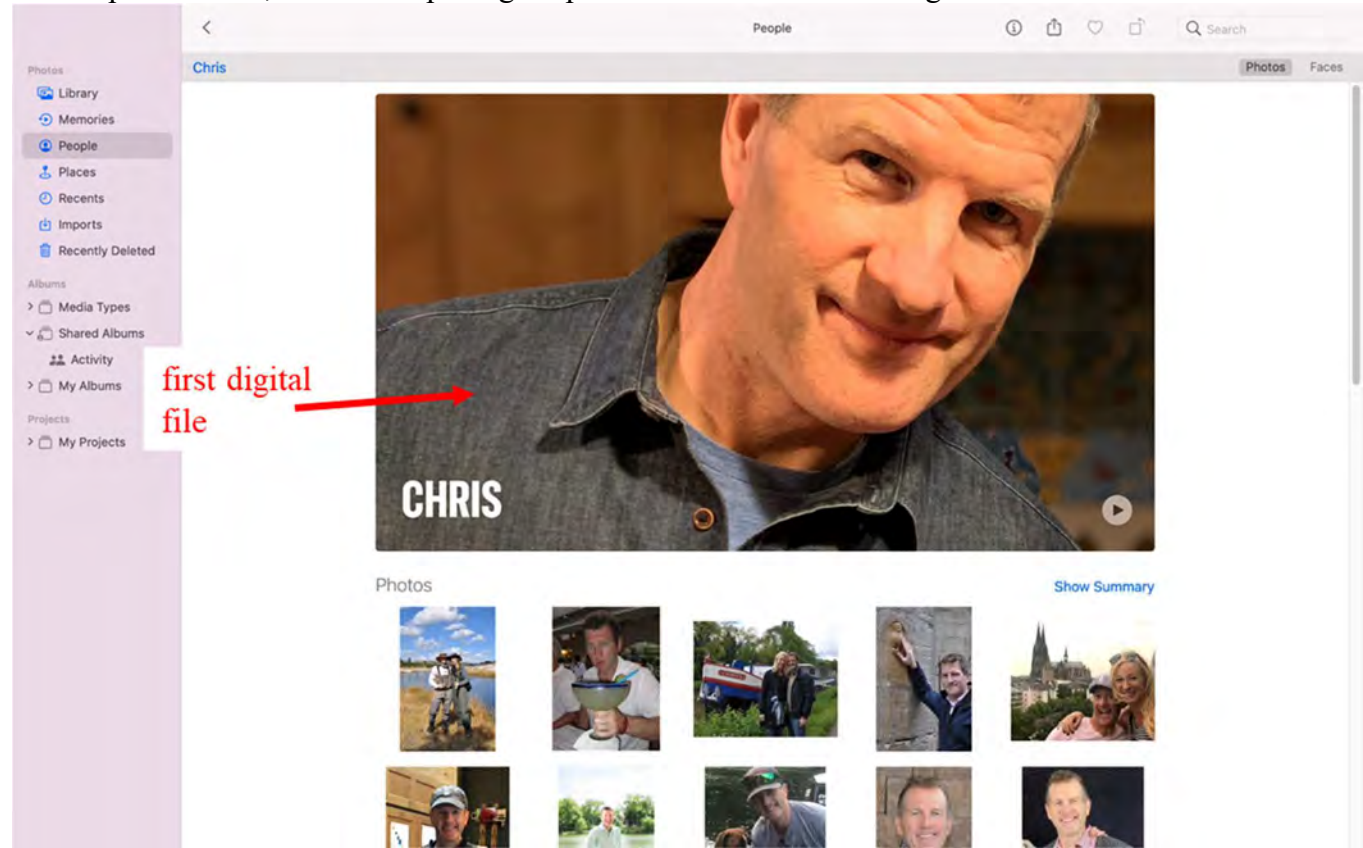 People
Search
Chris
Photos Faces
Photos
Library
Memories
People
Places
Recents
Imports
Recently Deleted
Albums
Media Types
Shared Albums
Activity
My Albums
Projects
My Projects
first digital
file
CHRIS
Photos
Show Summary